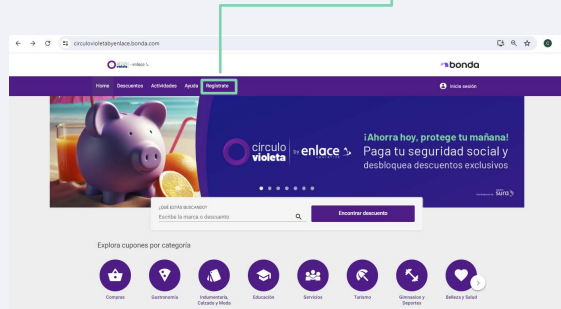 circulovioletabyenlace.bonda.com
bonda
Home Descuentos Actividades Ayuda Regístrate
Inicia sesión
circulo violeta by enlace
¡Ahorra hoy, protege tu mañana!
Paga tu seguridad social y
desbloquea descuentos exclusivos
sura
¿QUÉ ESTÁS BUSCANDO?
Escribe la marca o descuento
Encontrar descuento
Explora cupones por categoría
Compras
Gastronomía
Indumentaria, Calzado y Moda
Educación
Servicios
Turismo
Gimnasios y Deportes
Belleza y Salud